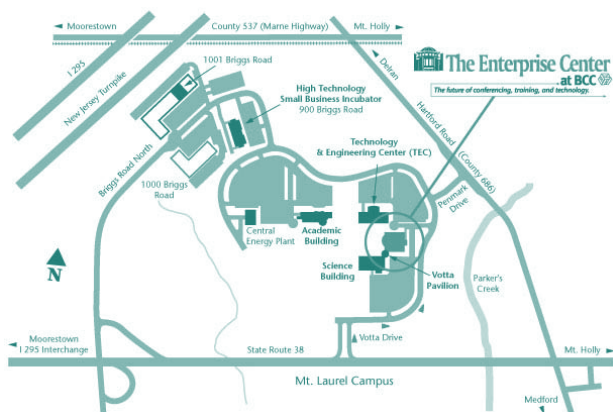 Moorestown
County 537 (Marne Highway)
Mt. Holly
I 295
New Jersey Turnpike
1001 Briggs Road
Delran
The Enterprise Center
at BCC
The future of conferencing, training, and technology.
High Technology
Small Business Incubator
900 Briggs Road
Hartford Road
(County 686)
Technology
& Engineering Center (TEC)
Briggs Road North
1000 Briggs
Road
Penmark
Drive
Central
Energy Plant
Academic
Building
Science
Building
Votta
Pavilion
Parker's
Creek
N
Moorestown
I 295 Interchange
State Route 38
Votta Drive
Mt. Holly
Mt. Laurel Campus
Medford